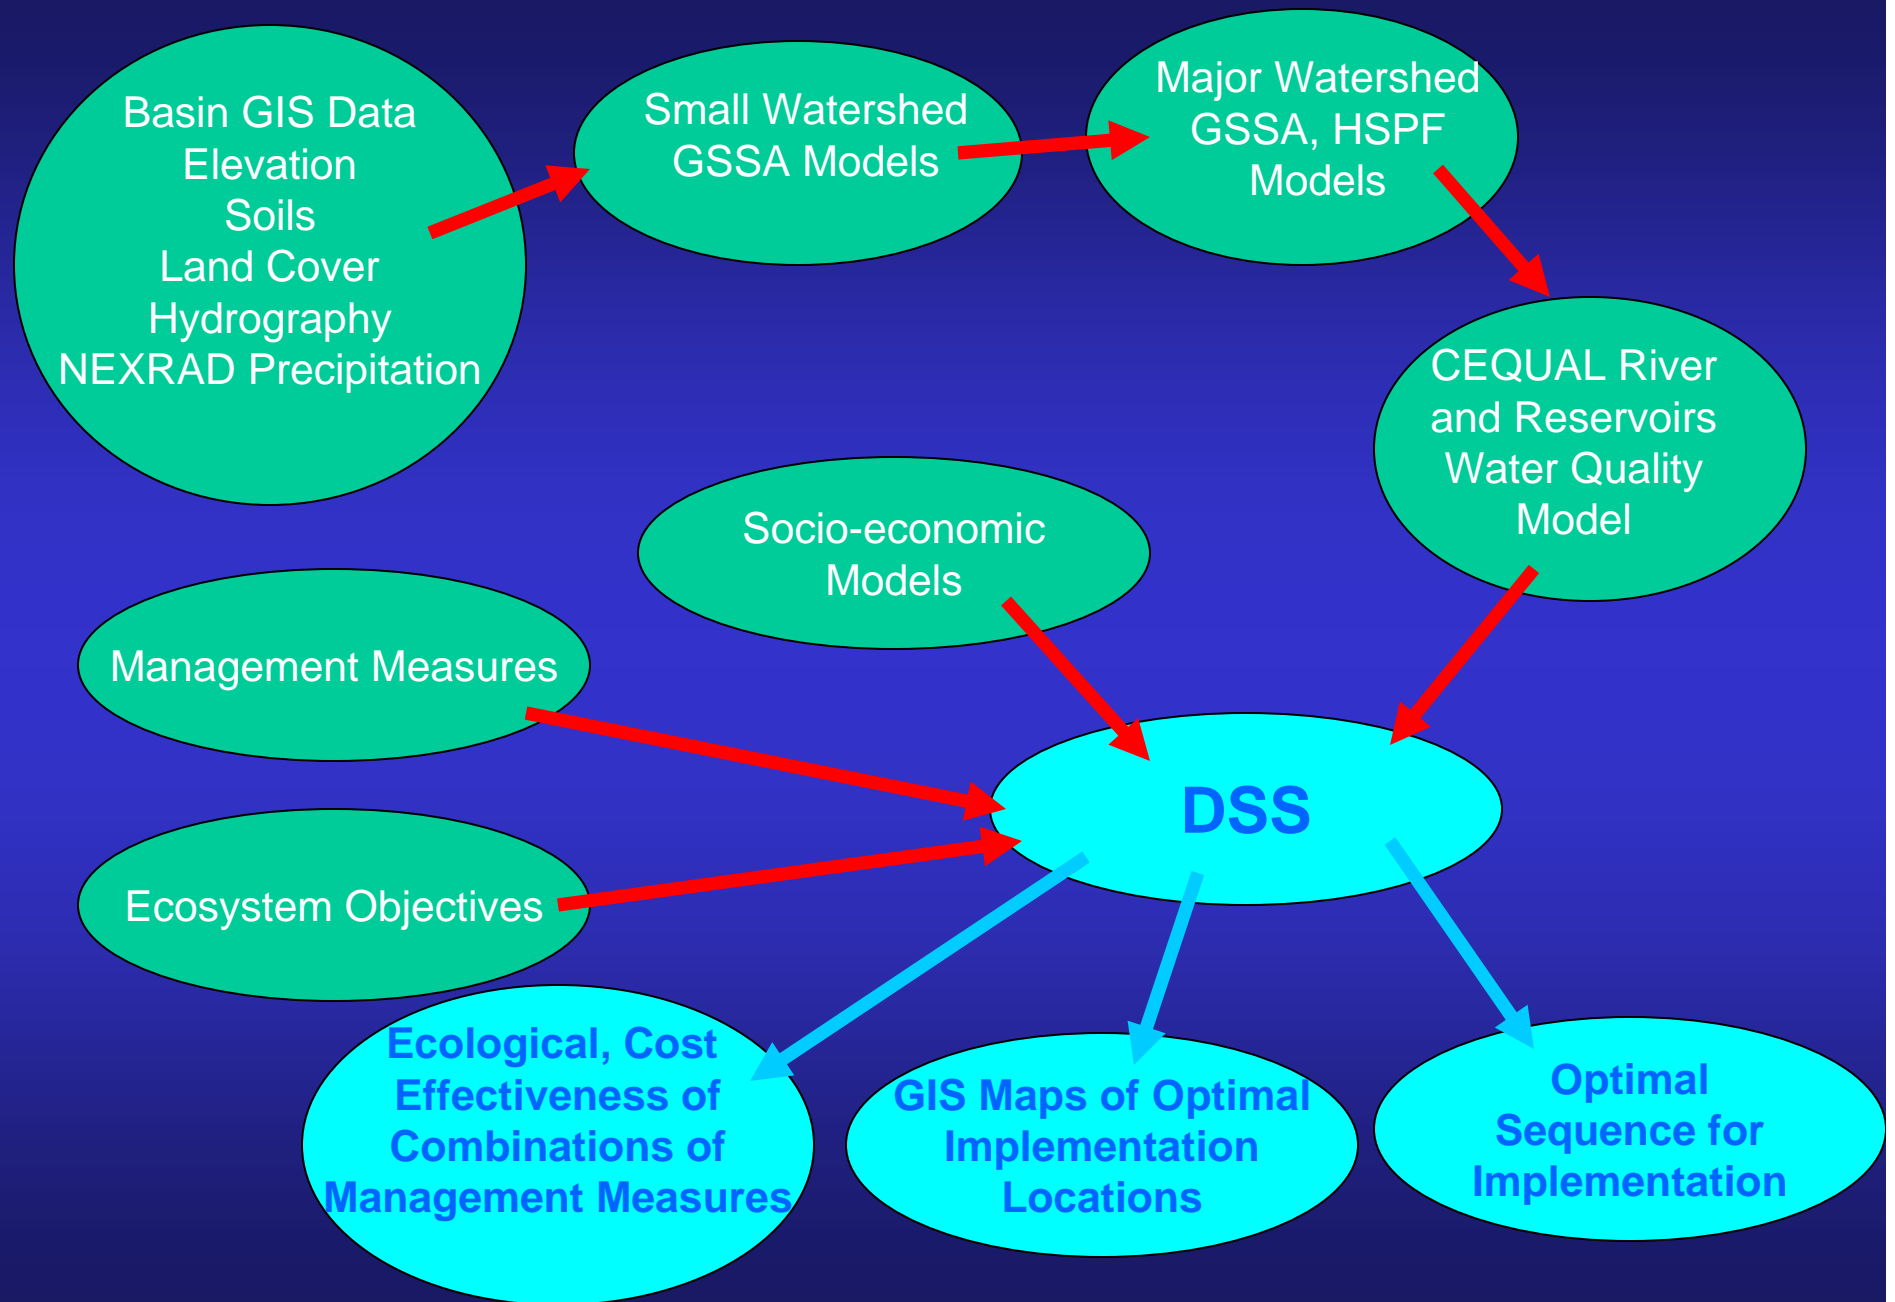 Basin GIS Data
Elevation
Soils
Land Cover
Hydrography
NEXRAD Precipitation
Small Watershed
GSSA Models
Major Watershed
GSSA, HSPF
Models
CEQUAL River
and Reservoirs
Water Quality
Model
Socio-economic
Models
Management Measures
DSS
Ecosystem Objectives
Ecological, Cost
Effectiveness of
Combinations of
Management Measures
GIS Maps of Optimal
Implementation
Locations
Optimal
Sequence for
Implementation